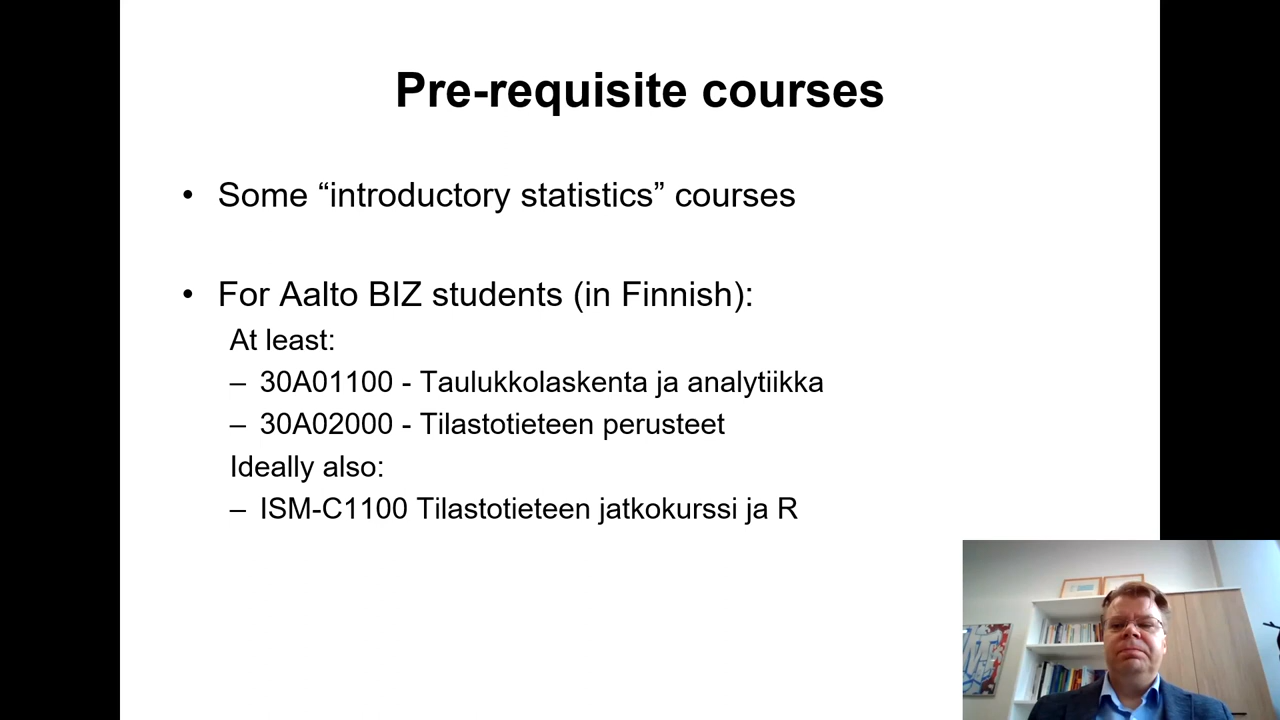 Pre-requisite courses
• Some “introductory statistics” courses
• For Aalto BIZ students (in Finnish):
At least:
– 30A01100 - Taulukkolaskenta ja analytiikka
– 30A02000 - Tilastotieteen perusteet
Ideally also:
– ISM-C1100 Tilastotieteen jatkokurssi ja R